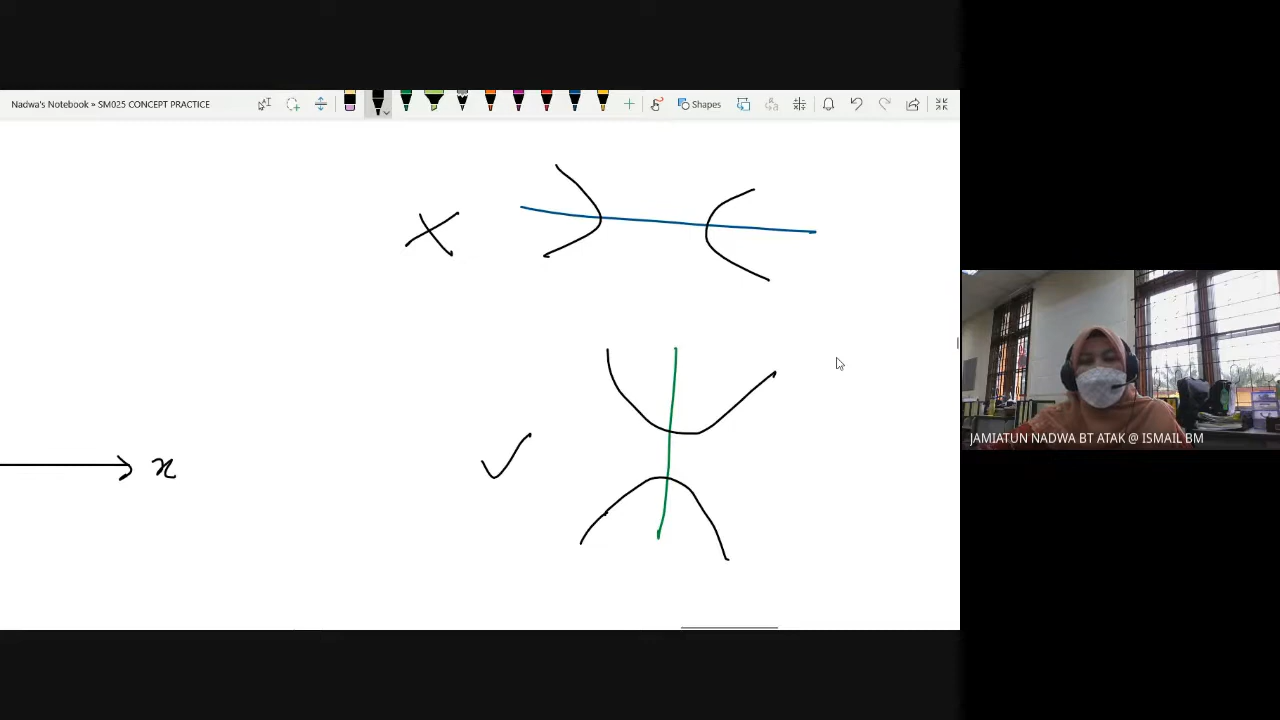 Nadwa's Notebook » SM025 CONCEPT PRACTICE
Shapes
x
JAMIATUN NADWA BT ATAK @ ISMAIL BM